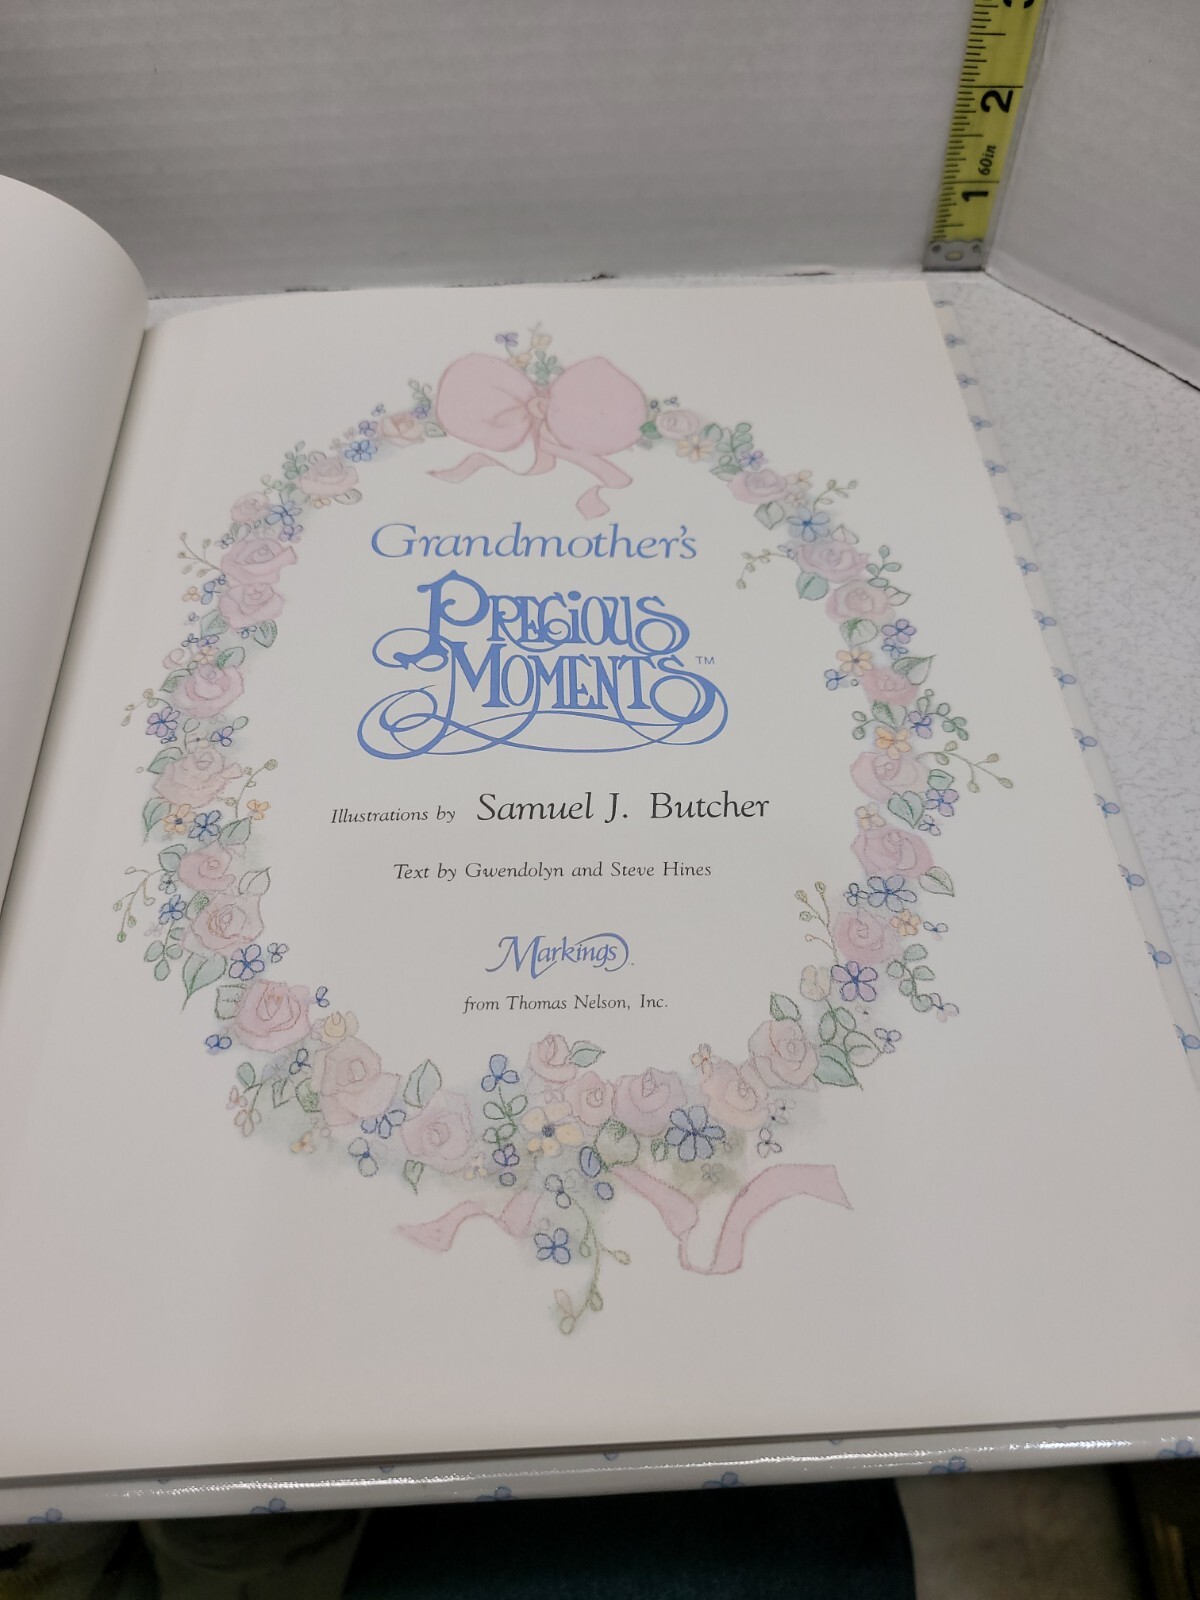 3
2
60in
1
Grandmother's
PRECIOUS
MOMENTS™
Illustrations by Samuel J. Butcher
Text by Gwendolyn and Steve Hines
Markings
from Thomas Nelson, Inc.